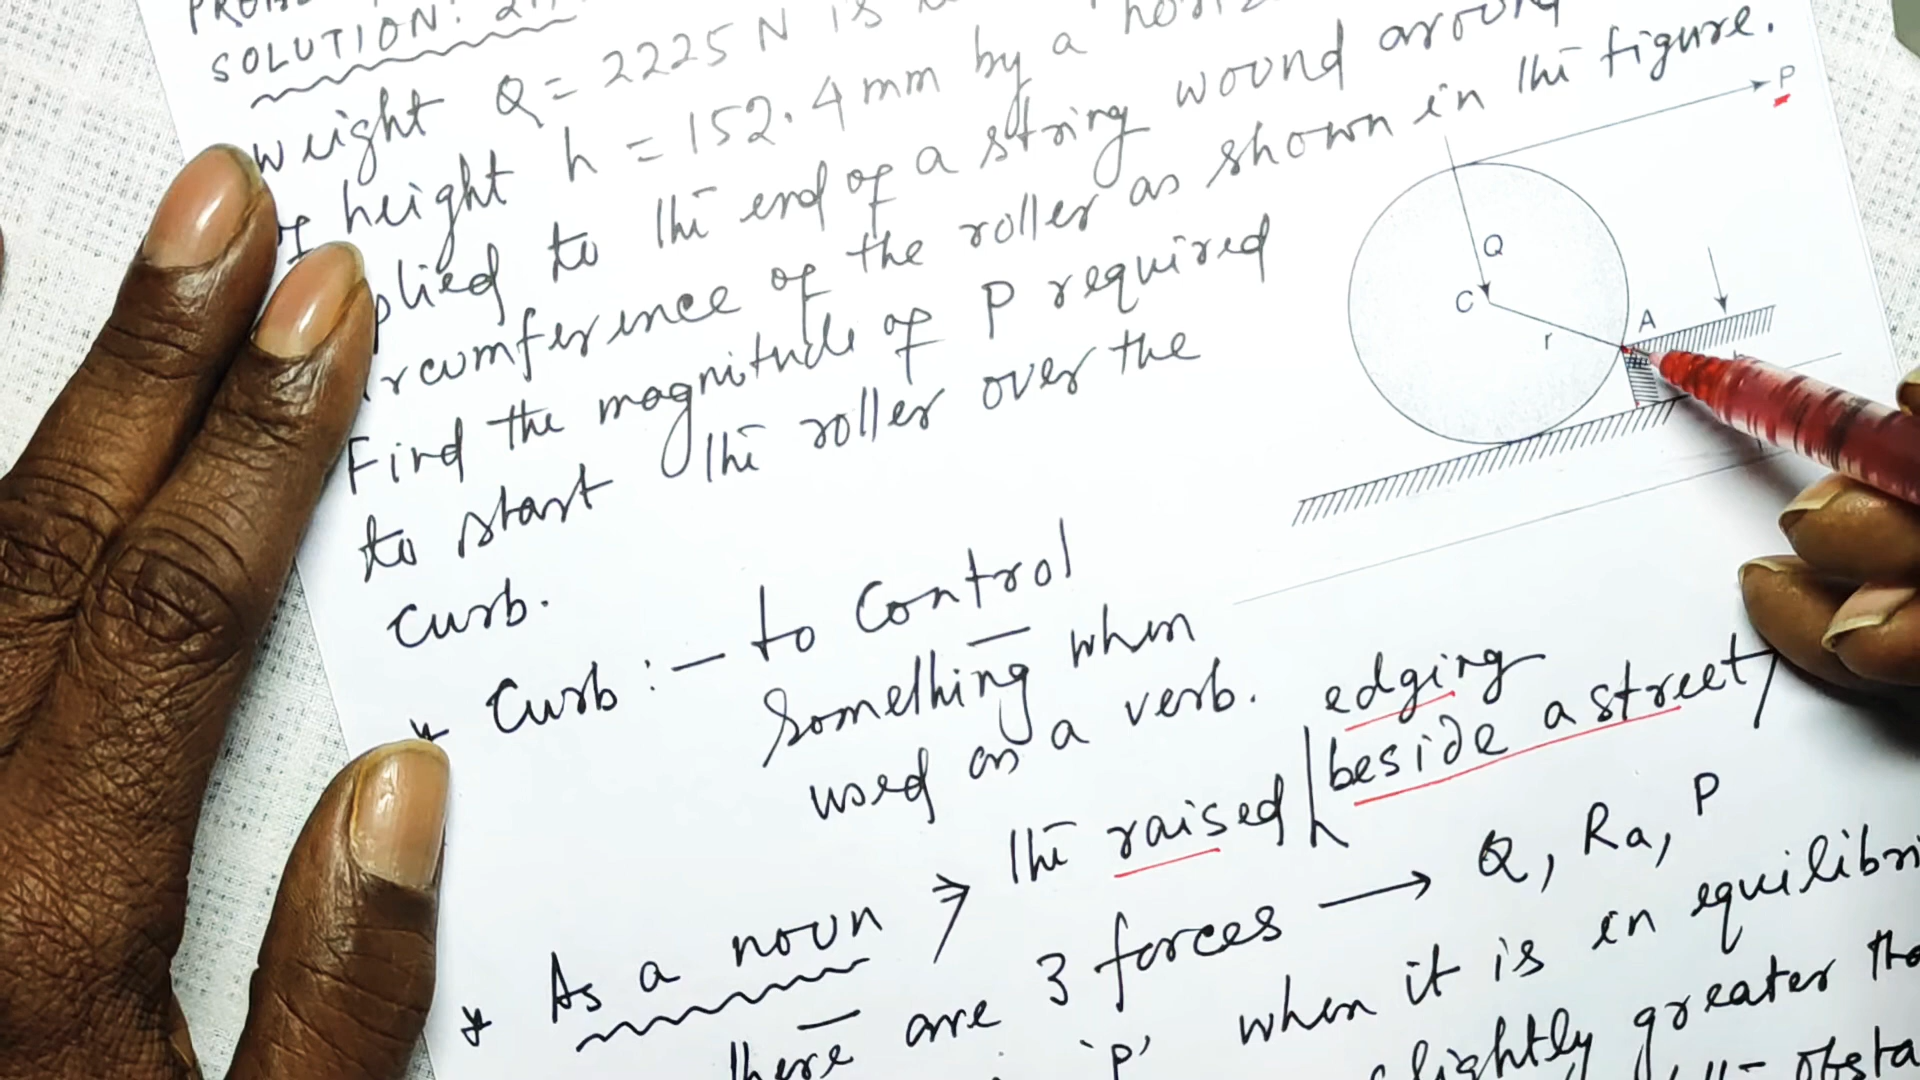 SOLUTION:
weight Q = 2225 N is
height h = 152.4 mm by a
to the end of a string wound around
of the roller as shown in the figure.
Find the magnitude of P required
to start the roller over the
curb.
* Curb :- to Control
Something when
used as a verb.
edging
beside a street
* As a noun > the raised
there are 3 forces → Q, Ra, P
'P' when it is in
slightly greater
P
Q
C
r
A